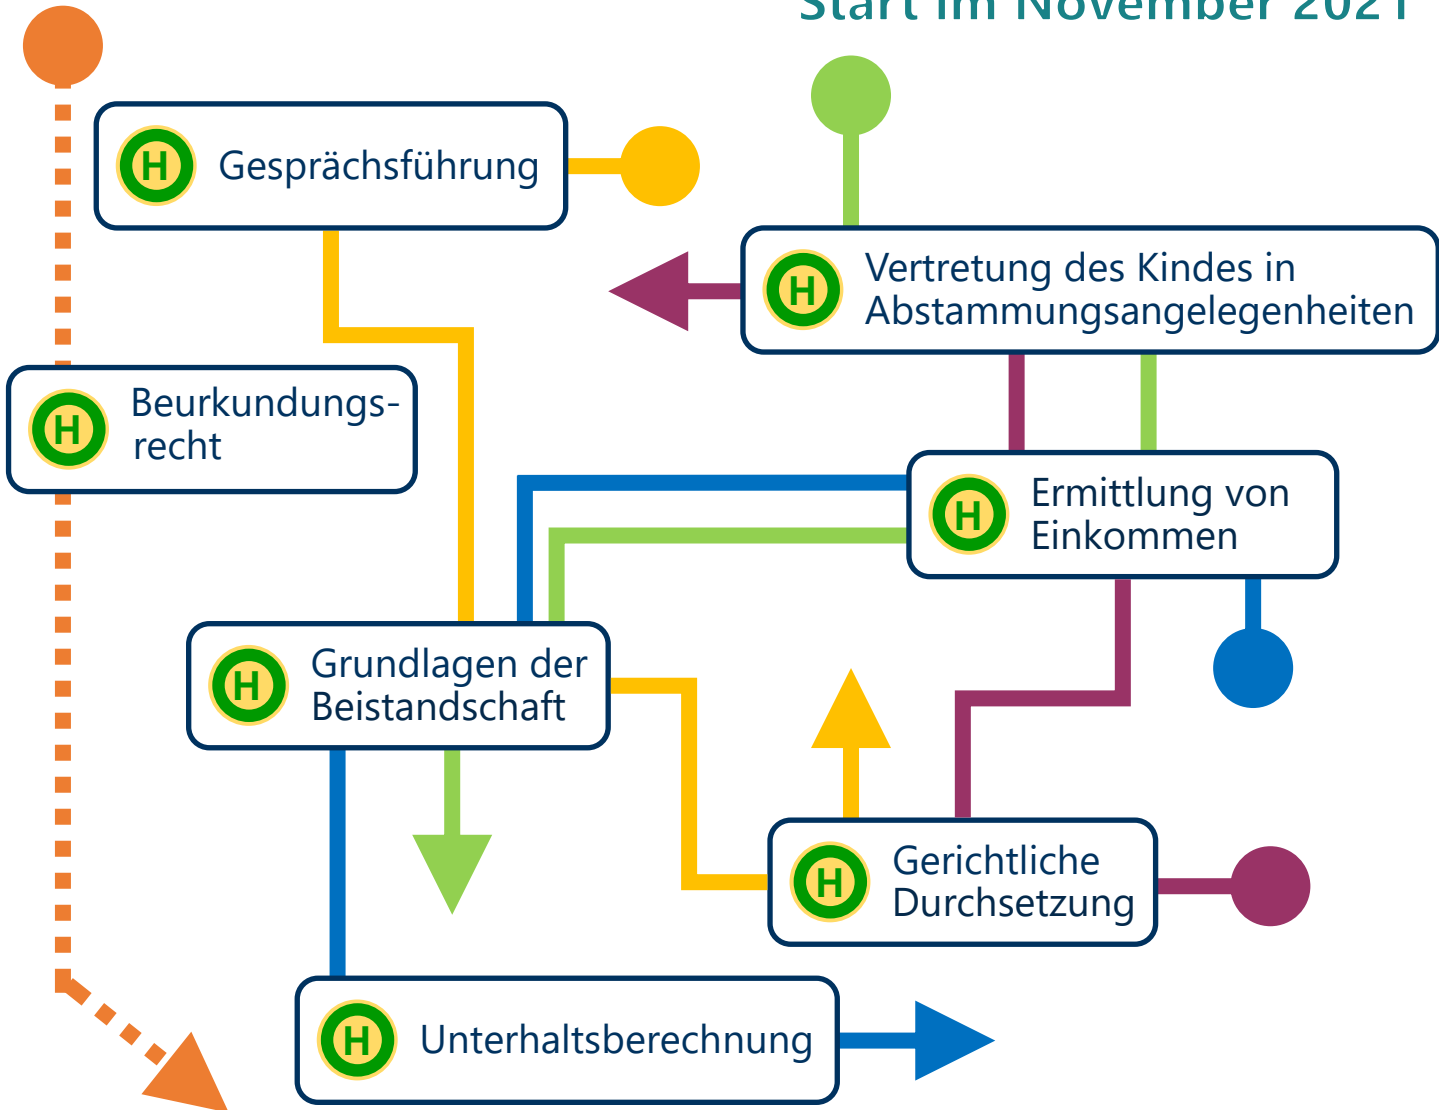 Start im November 2021
H Gesprächsführung
H Vertretung des Kindes in
Abstammungsangelegenheiten
H Beurkundungs-
recht
H Ermittlung von
Einkommen
H Grundlagen der
Beistandschaft
H Gerichtliche
Durchsetzung
H Unterhaltsberechnung